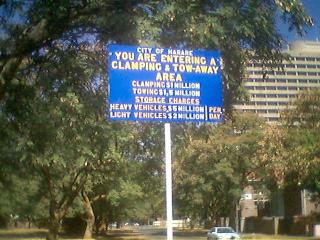 CITY OF HARARE
YOU ARE ENTERING A
CLAMPING & TOW-AWAY
AREA
CLAMPING $1 MILLION
TOWING $1,5 MILLION
STORAGE CHARGES
HEAVY VEHICLES $5 MILLION PER
LIGHT VEHICLES $2 MILLION DAY